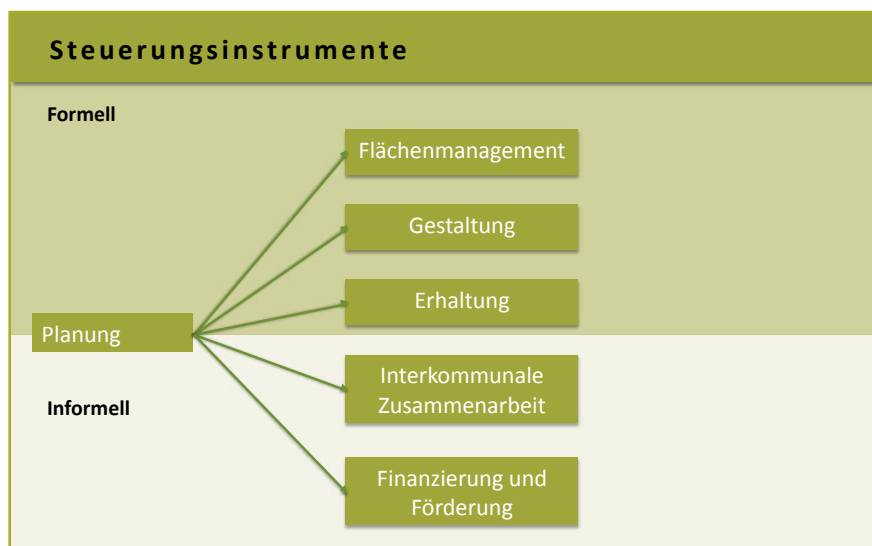 Steuerungsinstrumente
Formell
Flächenmanagement
Gestaltung
Erhaltung
Planung
Interkommunale
Zusammenarbeit
Informell
Finanzierung und
Förderung